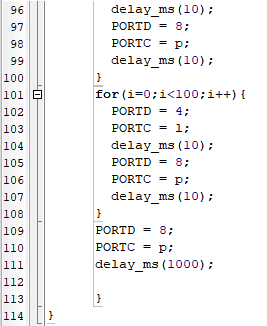 96 delay_ms(10);
97 PORTD = 8;
98 PORTC = p;
99 delay_ms(10);
100 }
101 for(i=0;i<100;i++){
102 PORTD = 4;
103 PORTC = l;
104 delay_ms(10);
105 PORTD = 8;
106 PORTC = p;
107 delay_ms(10);
108 }
109 PORTD = 8;
110 PORTC = p;
111 delay_ms(1000);
112
113 }
114 }